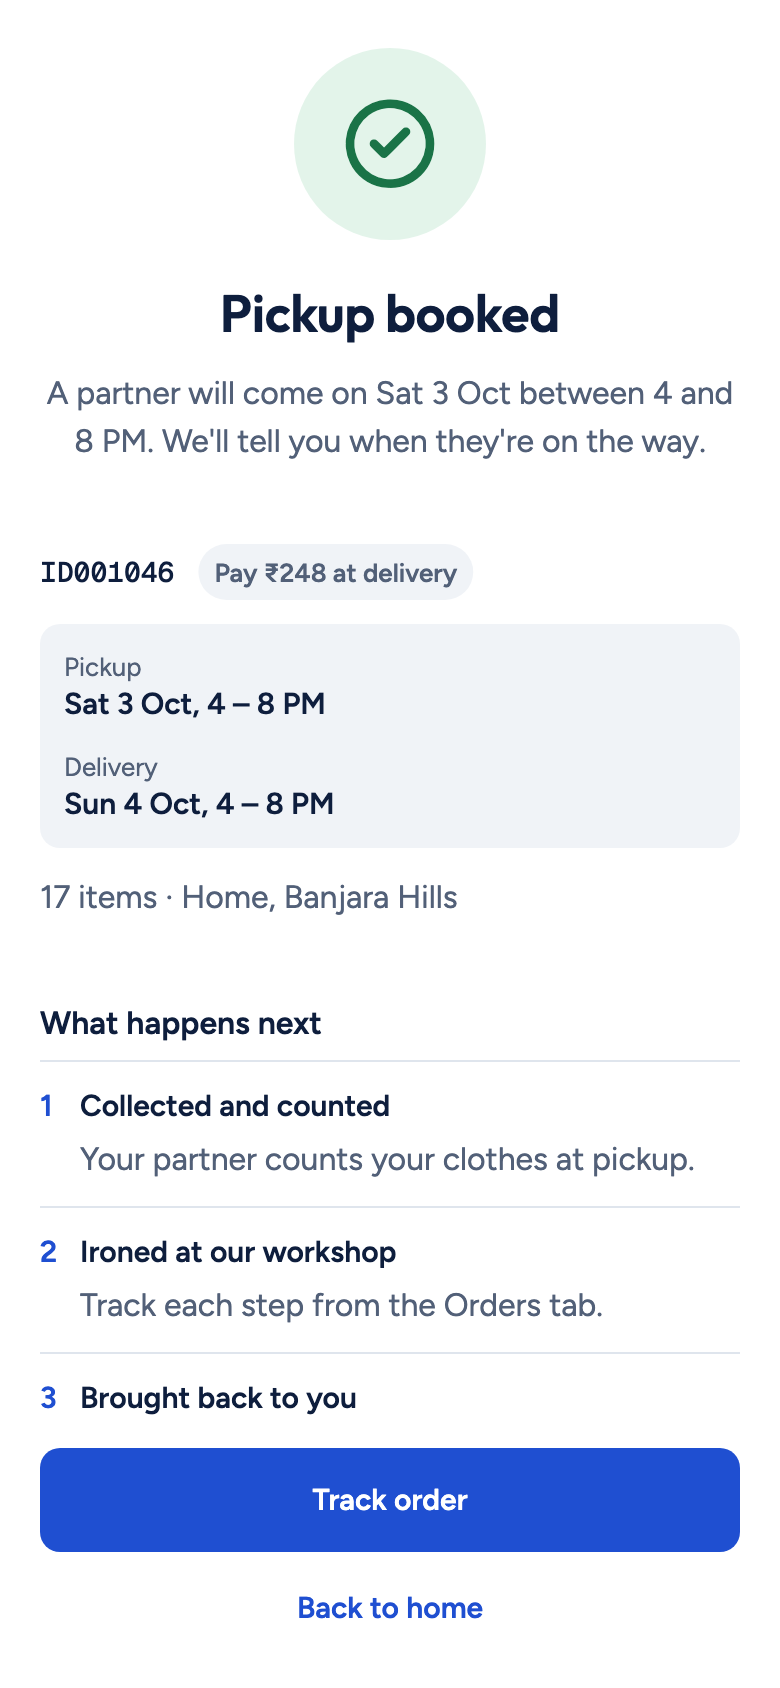 Pickup booked
A partner will come on Sat 3 Oct between 4 and
8 PM. We'll tell you when they're on the way.
ID001046 Pay ₹248 at delivery
Pickup
Sat 3 Oct, 4 – 8 PM
Delivery
Sun 4 Oct, 4 – 8 PM
17 items · Home, Banjara Hills
What happens next
1 Collected and counted
Your partner counts your clothes at pickup.
2 Ironed at our workshop
Track each step from the Orders tab.
3 Brought back to you
Track order
Back to home